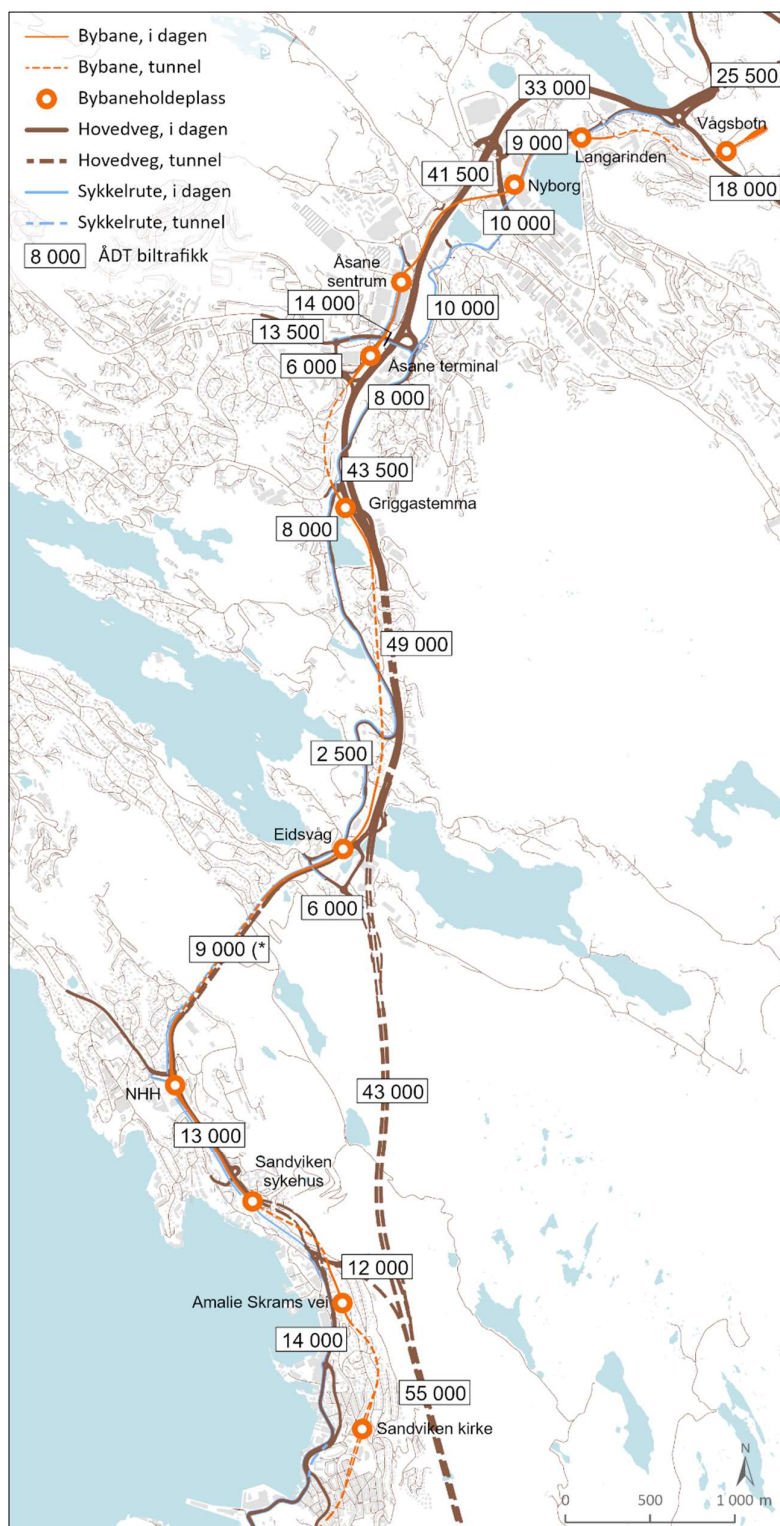 Bybane, i dagen
Bybane, tunnel
Bybaneholdeplass
Hovedveg, i dagen
Hovedveg, tunnel
Sykkelrute, i dagen
Sykkelrute, tunnel
8 000 ÅDT biltrafikk
25 500
33 000
Vågsbotn
9 000
Langarinden
41 500
Nyborg
18 000
10 000
Åsane
sentrum
14 000
10 000
13 500
6 000
Åsane terminal
8 000
43 500
Griggastemma
8 000
49 000
2 500
Eidsvåg
6 000
9 000 (*
NHH
43 000
13 000
Sandviken
sykehus
12 000
Amalie Skrams vei
14 000
55 000
Sandviken kirke
N
0 500 1 000 m